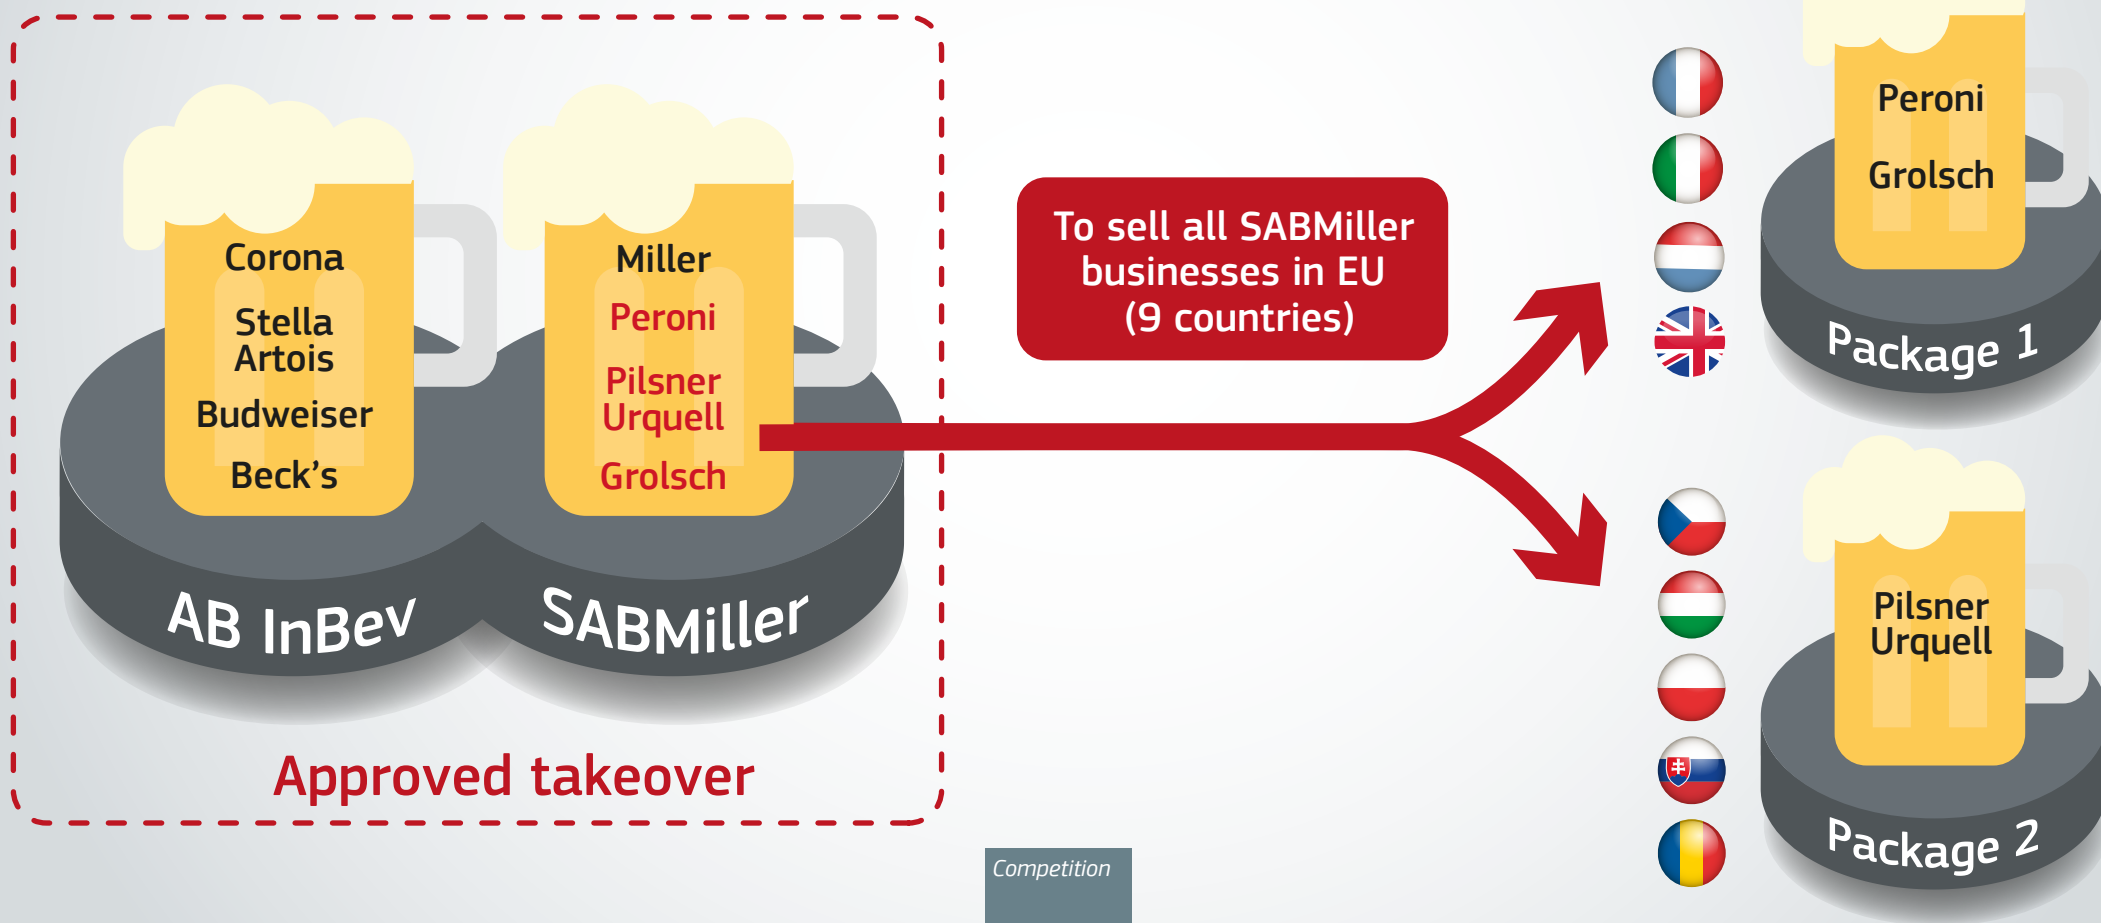 Corona
Stella
Artois
Budweiser
Beck's
AB InBev
Miller
Peroni
Pilsner
Urquell
Grolsch
SABMiller
Approved takeover
To sell all SABMiller
businesses in EU
(9 countries)
Peroni
Grolsch
Package 1
Pilsner
Urquell
Package 2
Competition